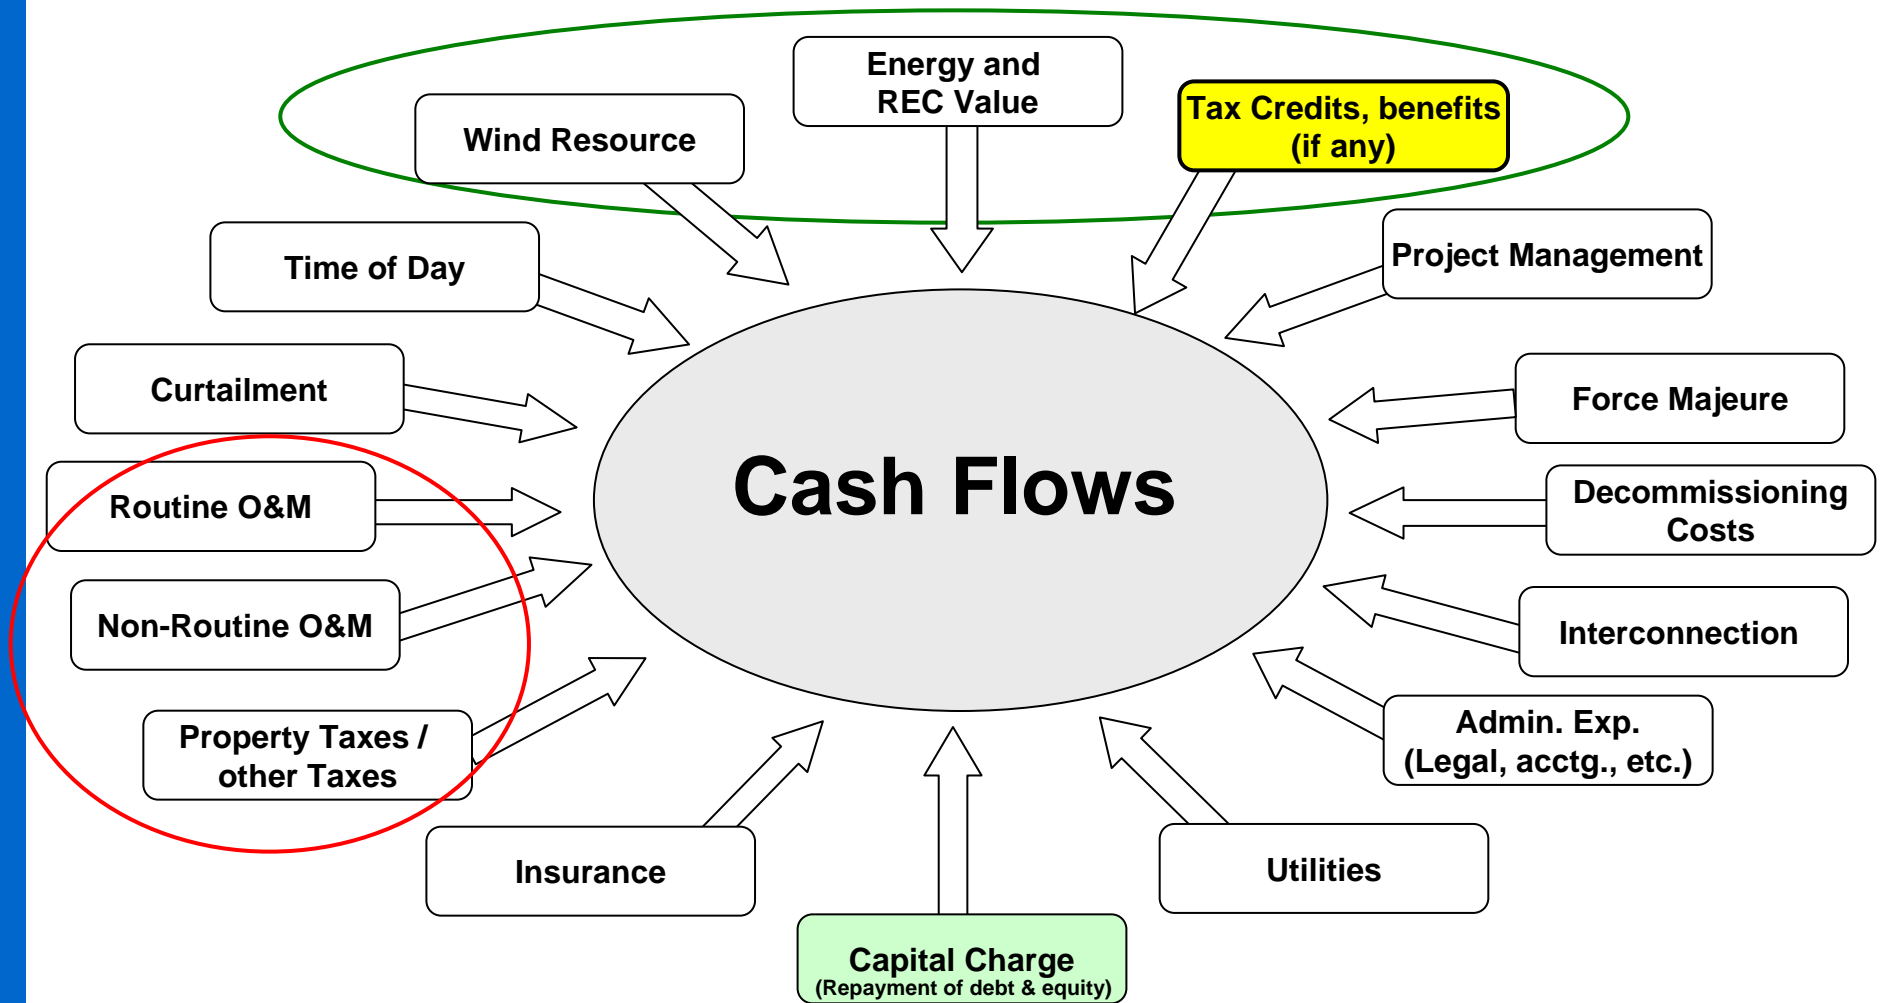 Energy and
REC Value
Tax Credits, benefits
(if any)
Wind Resource
Project Management
Time of Day
Curtailment
Force Majeure
Cash Flows
Routine O&M
Decommissioning
Costs
Non-Routine O&M
Interconnection
Property Taxes /
other Taxes
Admin. Exp.
(Legal, acctg., etc.)
Insurance
Utilities
Capital Charge
(Repayment of debt & equity)